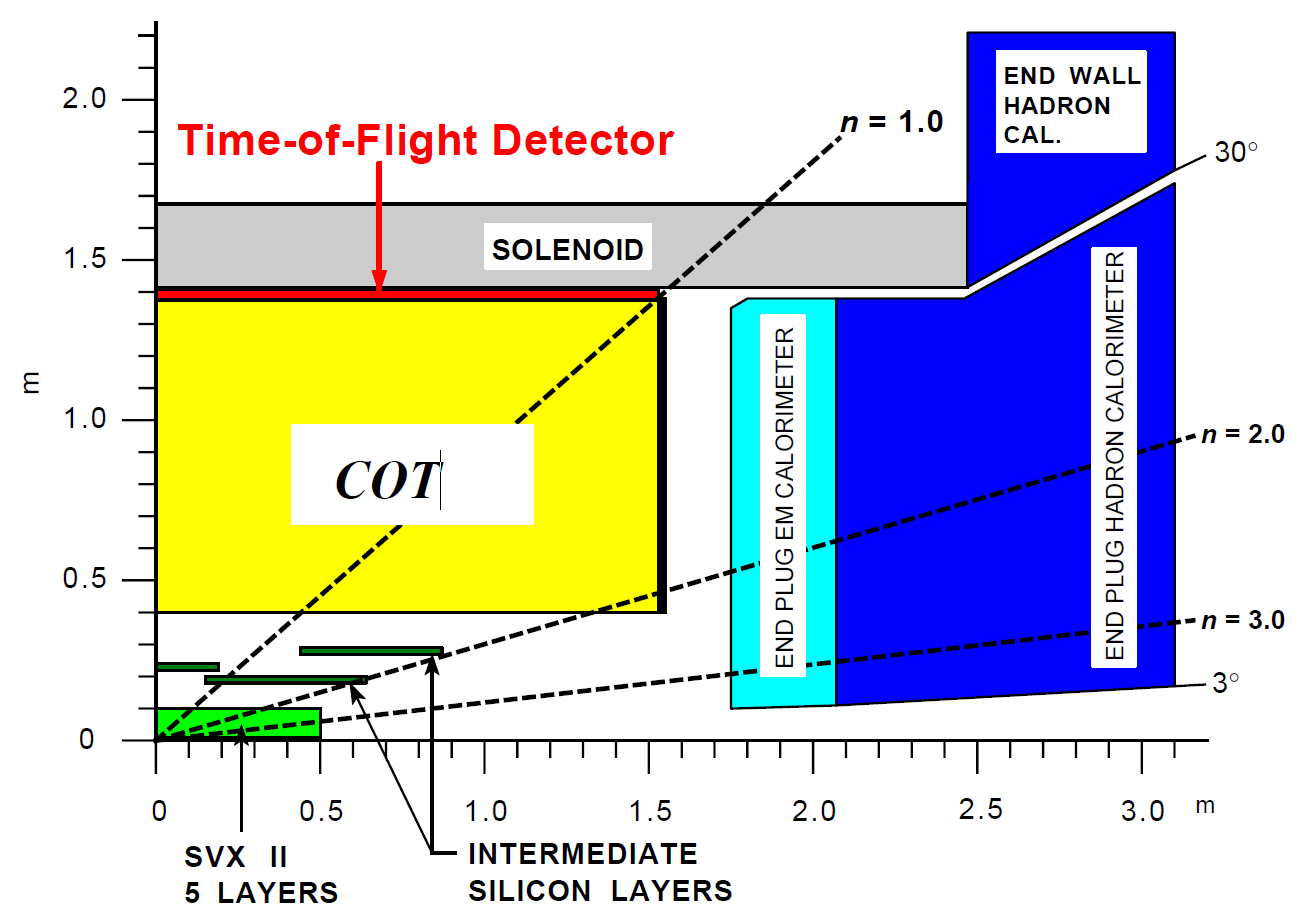 2.0
1.5
1.0
0.5
0
m
Time-of-Flight Detector
SOLENOID
COT
n = 1.0
END WALL
HADRON
CAL.
30°
END PLUG EM CALORIMETER
END PLUG HADRON CALORIMETER
n = 2.0
n = 3.0
3°
0
0.5
1.0
1.5
2.0
2.5
3.0
m
SVX II
5 LAYERS
INTERMEDIATE
SILICON LAYERS